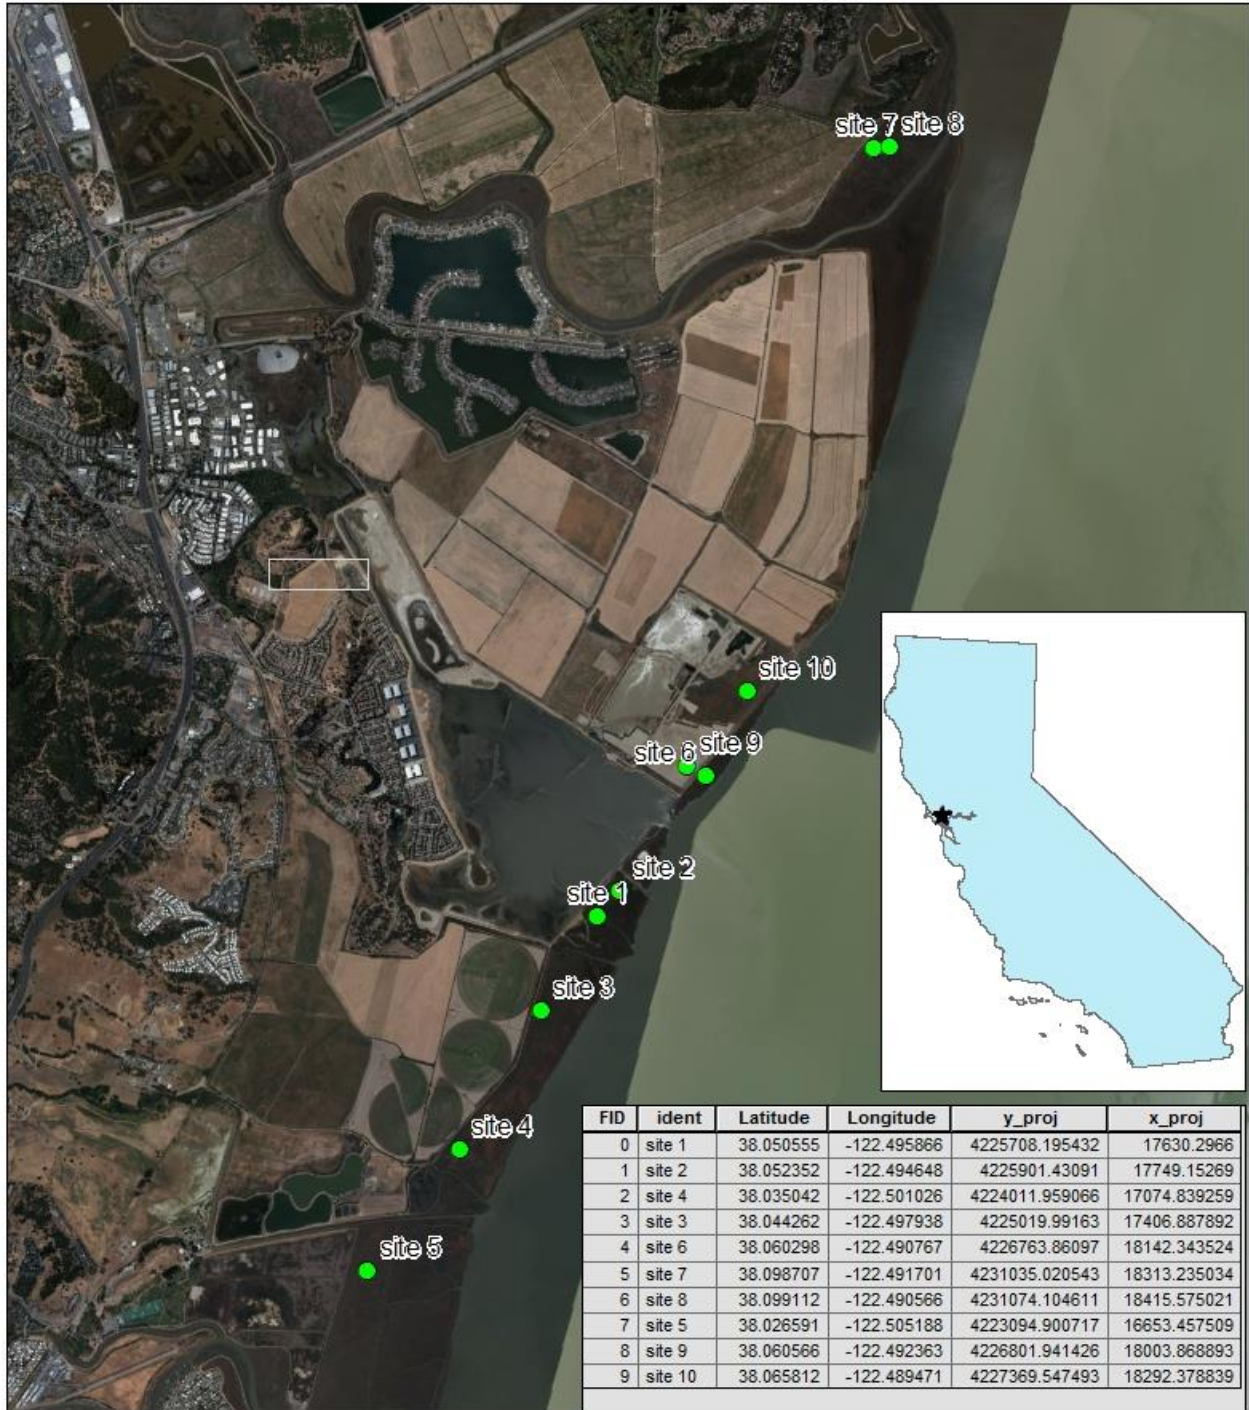 site 7 site 8
site 10
site 6 site 9
site 2
site 1
site 3
site 4
site 5
FID ident Latitude Longitude y_proj x_proj
0 site 1 38.050555 -122.495866 4225708.195432 17630.2966
1 site 2 38.052352 -122.494648 4225901.43091 17749.15269
2 site 4 38.035042 -122.501026 4224011.959066 17074.839259
3 site 3 38.044262 -122.497938 4225019.99163 17406.887892
4 site 6 38.060298 -122.490767 4226763.86097 18142.343524
5 site 7 38.098707 -122.491701 4231035.020543 18313.235034
6 site 8 38.099112 -122.490566 4231074.104611 18415.575021
7 site 5 38.026591 -122.505188 4223094.900717 16653.457509
8 site 9 38.060566 -122.492363 4226801.941426 18003.868893
9 site 10 38.065812 -122.489471 4227369.547493 18292.378839